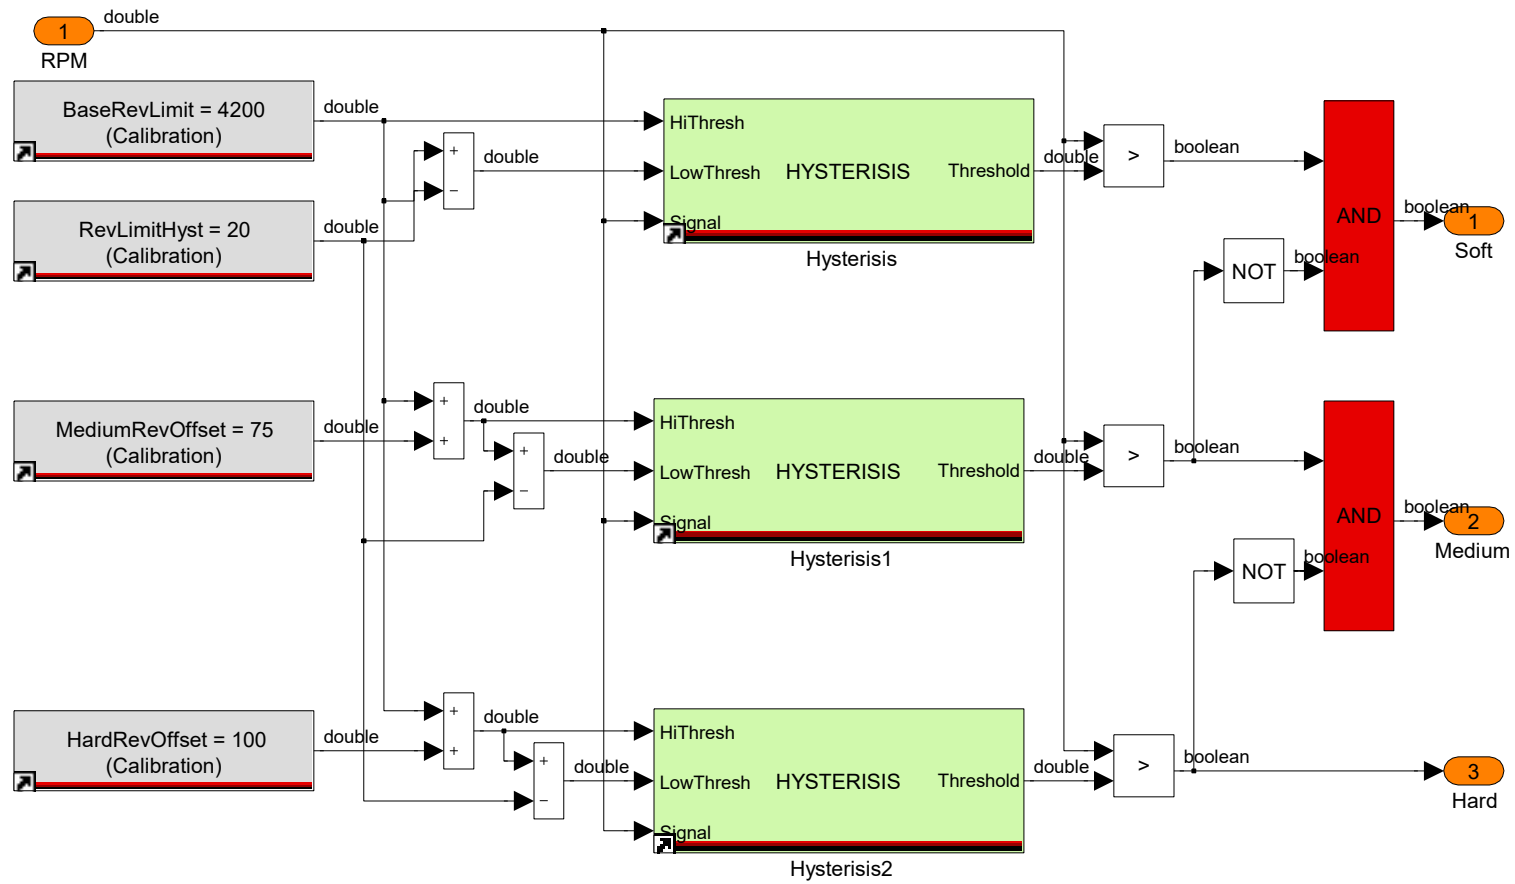 1
double
RPM
BaseRevLimit = 4200
(Calibration)
double
+
−
double
HiThresh
LowThresh
HYSTERISIS
Threshold
Signal
Hysterisis
double
>
boolean
AND
boolean
1
Soft
RevLimitHyst = 20
(Calibration)
double
NOT
boolean
MediumRevOffset = 75
(Calibration)
double
+
+
double
+
−
double
HiThresh
LowThresh
HYSTERISIS
Threshold
Signal
Hysterisis1
double
>
boolean
AND
boolean
2
Medium
NOT
boolean
HardRevOffset = 100
(Calibration)
double
+
+
double
+
−
double
HiThresh
LowThresh
HYSTERISIS
Threshold
Signal
Hysterisis2
double
>
boolean
3
Hard